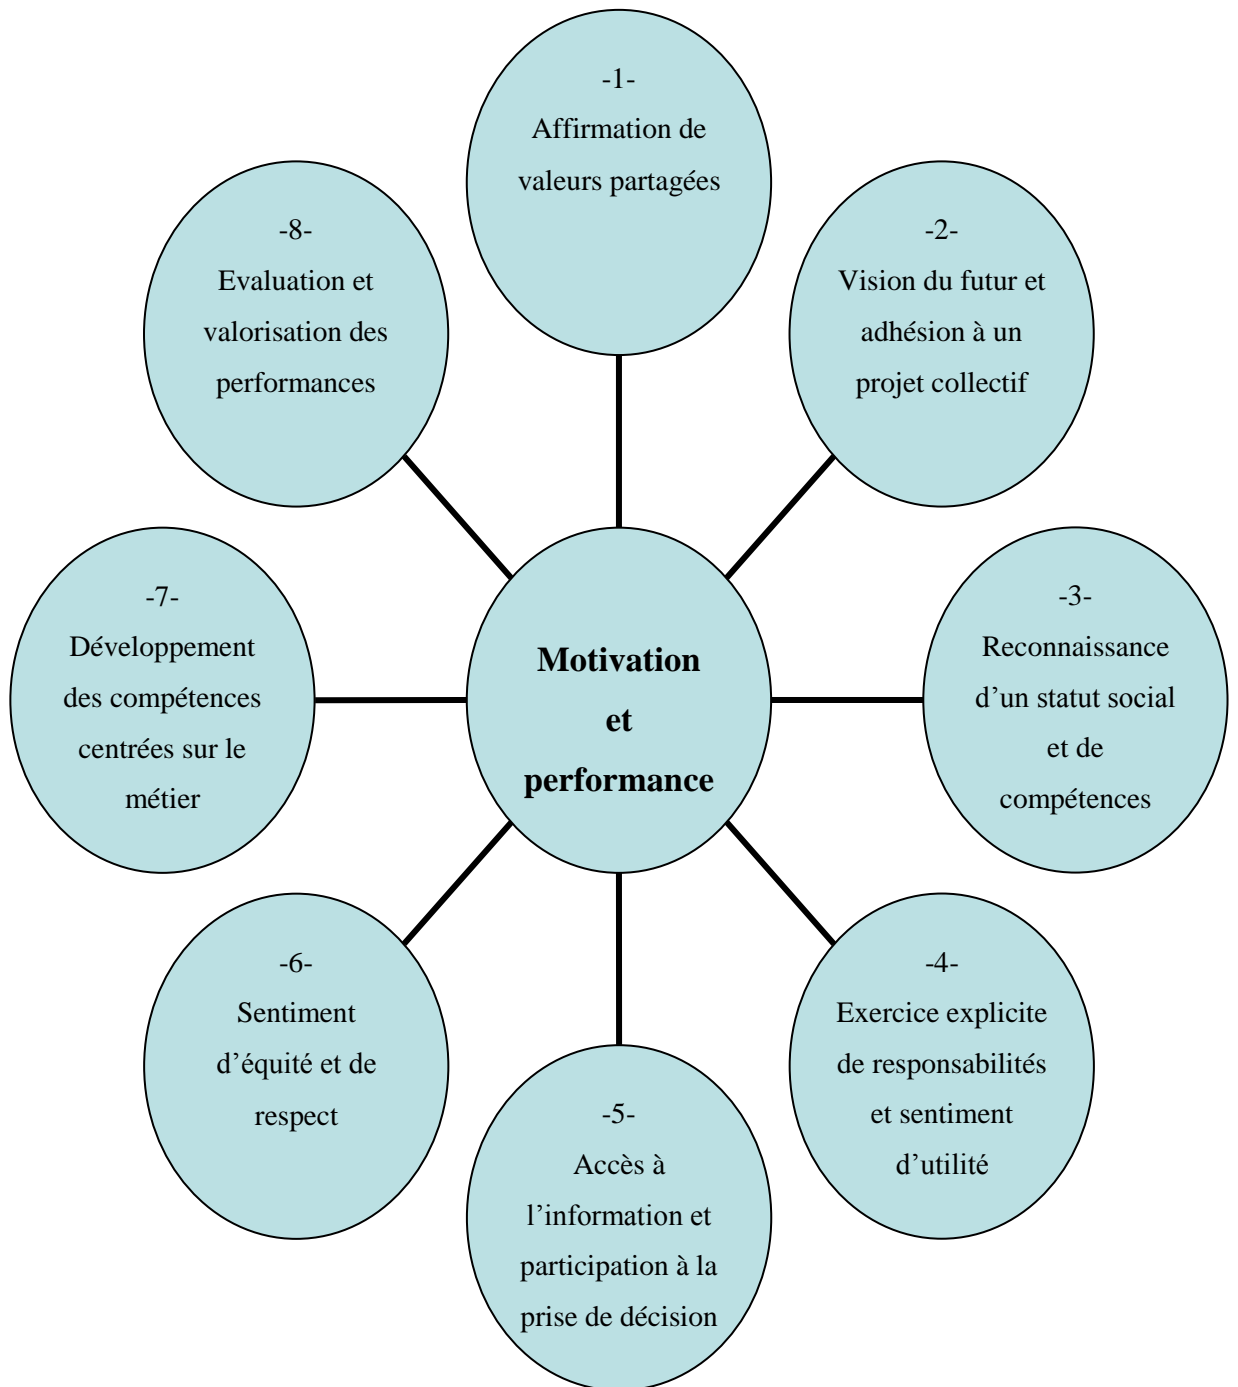 -1-
Affirmation de
valeurs partagées
-2-
Vision du futur et
adhésion à un
projet collectif
-3-
Reconnaissance
d’un statut social
et de
compétences
-4-
Exercice explicite
de responsabilités
et sentiment
d’utilité
-5-
Accès à
l’information et
participation à la
prise de décision
-6-
Sentiment
d’équité et de
respect
-7-
Développement
des compétences
centrées sur le
métier
-8-
Evaluation et
valorisation des
performances
Motivation
et
performance